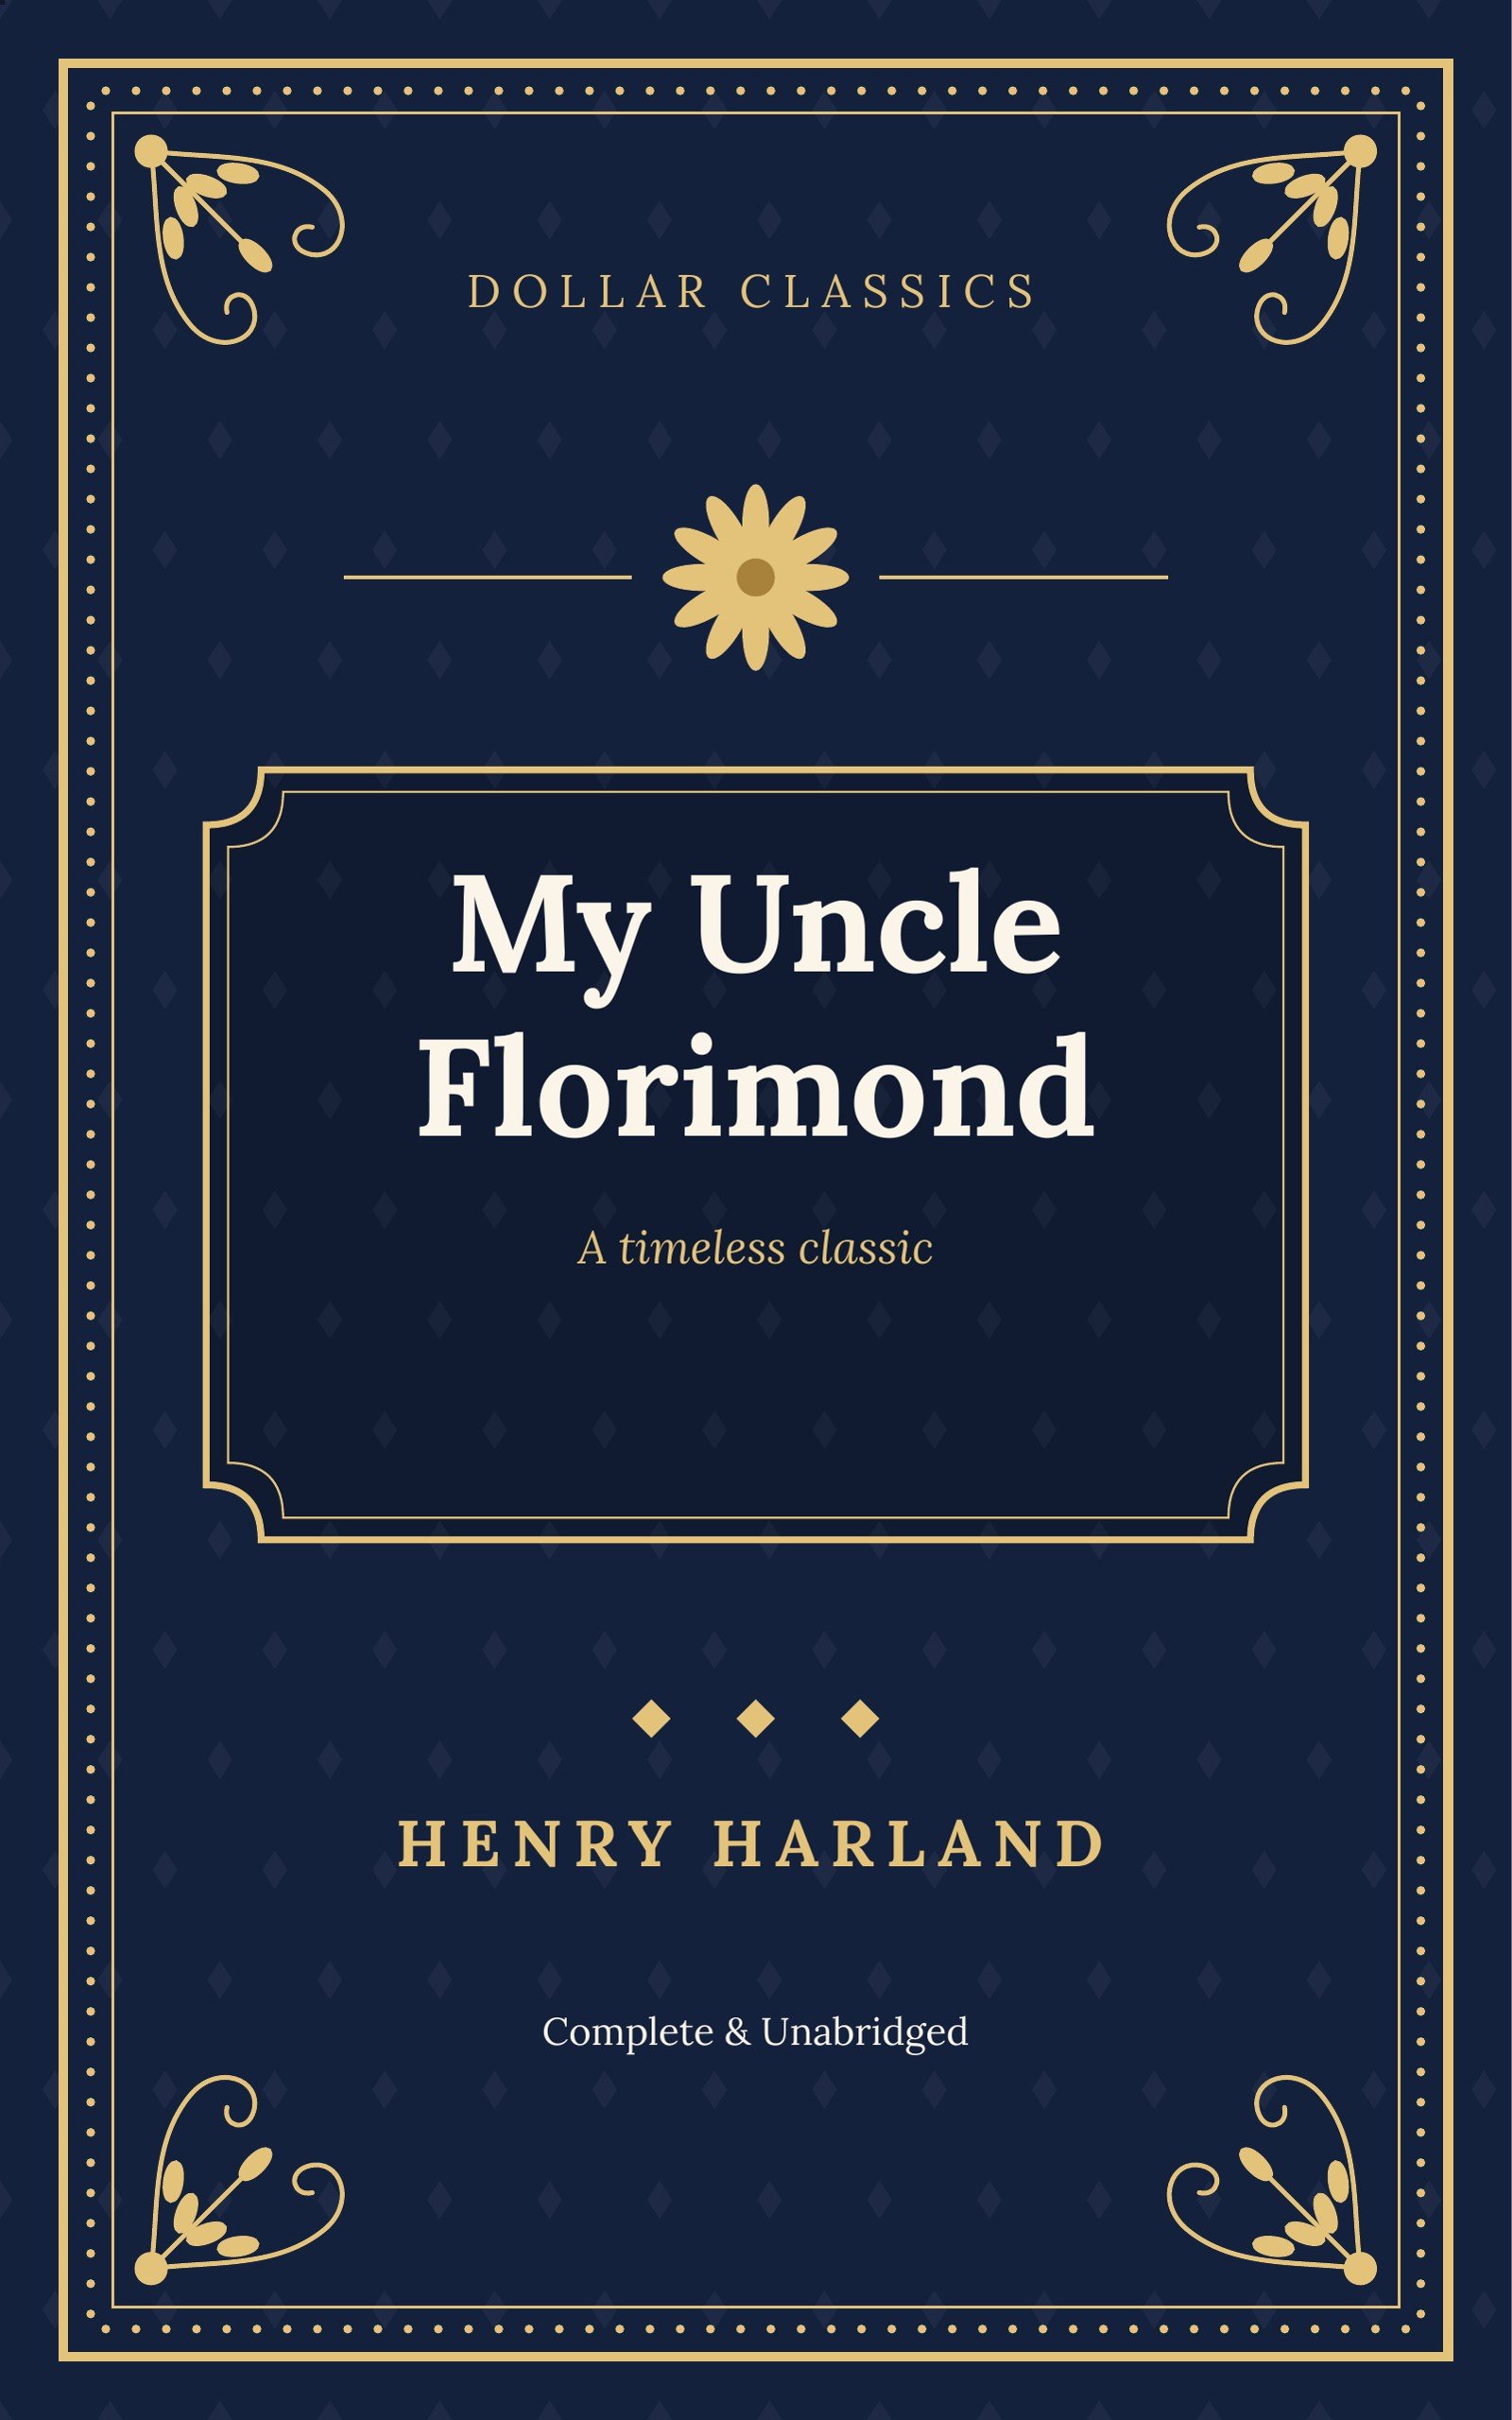 DOLLAR CLASSICS
My Uncle
Florimond
A timeless classic
HENRY HARLAND
Complete & Unabridged